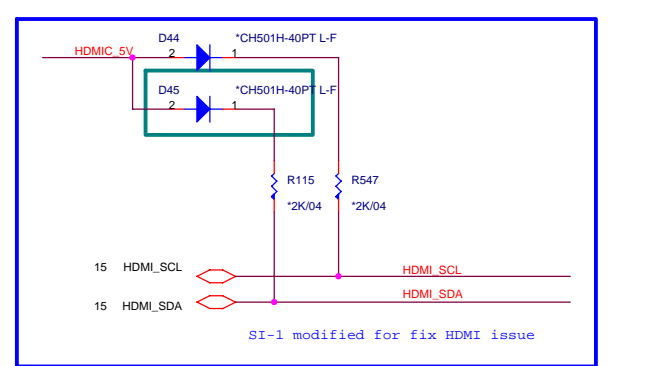 D44 *CH501H-40PT L-F
HDMIC_5V 2 1
D45 *CH501H-40PT L-F
2 1
R115 R547
*2K/04 *2K/04
15 HDMI_SCL HDMI_SCL
15 HDMI_SDA HDMI_SDA
SI-1 modified for fix HDMI issue